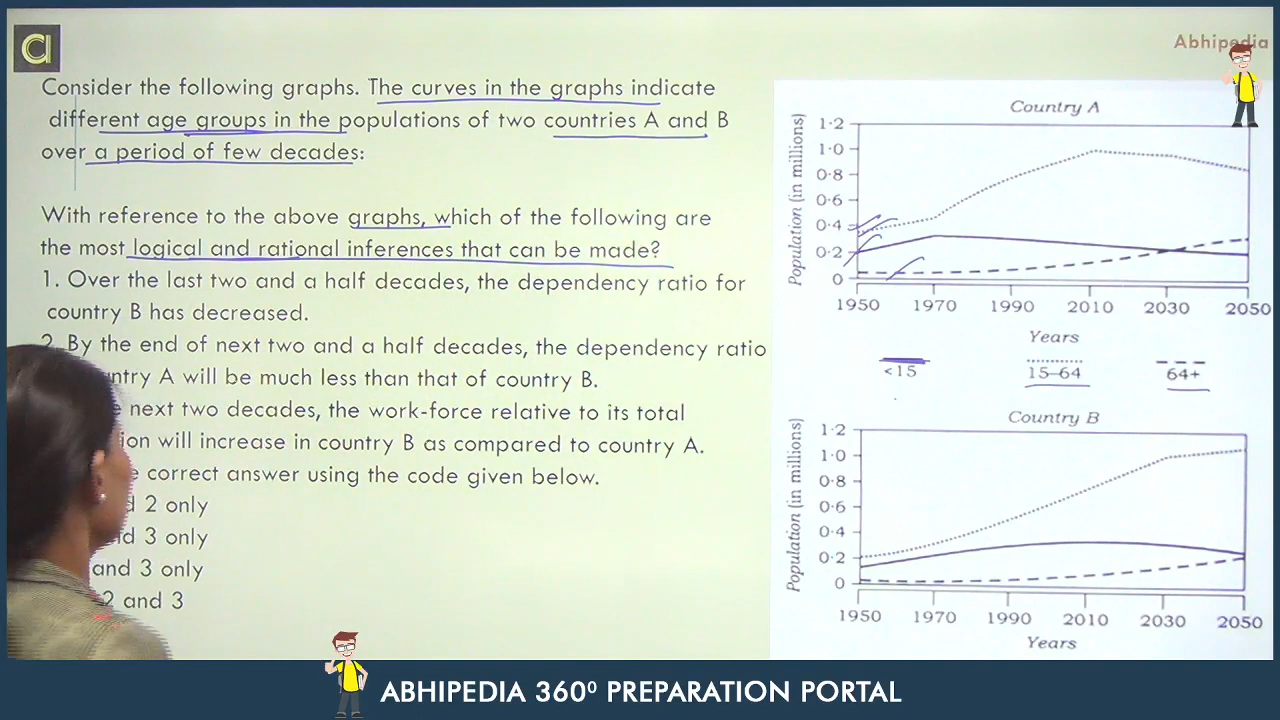 Abhipedia
Consider the following graphs. The curves in the graphs indicate
different age groups in the populations of two countries A and B
over a period of few decades:
With reference to the above graphs, which of the following are
the most logical and rational inferences that can be made?
1. Over the last two and a half decades, the dependency ratio for
country B has decreased.
2. By the end of next two and a half decades, the dependency ratio
ntry A will be much less than that of country B.
next two decades, the work-force relative to its total
ion will increase in country B as compared to country A.
correct answer using the code given below.
2 only
3 only
and 3 only
2 and 3
Country A
Population (in millions)
1·2
1·0
0·8
0·6
0·4
0·2
0
1950 1970 1990 2010 2030 2050
Years
<15 15–64 64+
Country B
Population (in millions)
1·2
1·0
0·8
0·6
0·4
0·2
0
1950 1970 1990 2010 2030 2050
Years
ABHIPEDIA 360⁰ PREPARATION PORTAL